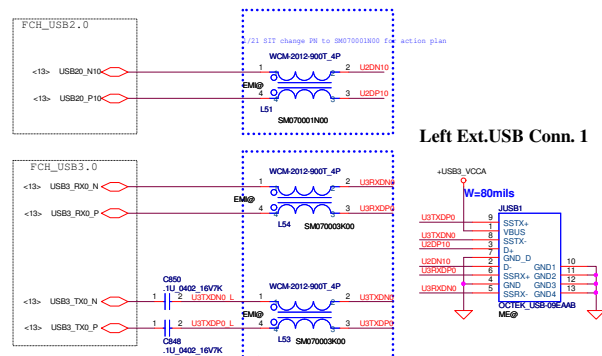 FCH_USB2.0
/21 SIT change PN to SM070001N00 for action plan
WCM-2012-900T_4P
<13> USB20_N10 1 2 U2DN10
EMI@
<13> USB20_P10 4 3 U2DP10
L51
SM070001N00
Left Ext.USB Conn. 1
FCH_USB3.0
WCM-2012-900T_4P
+USB3_VCCA
<13> USB3_RX0_N 1 2 U3RXDN0
W=80mils
EMI@
JUSB1
<13> USB3_RX0_P 4 3 U3RXDP0
L54
SM070003K00
U3TXDP0 9 SSTX+
1 VBUS
U3TXDN0 8 SSTX-
U2DP10 3 D+
7 GND_D
U2DN10 2 D- GND1 10
U3RXDP0 6 SSRX+ GND2 11
4 GND GND3 12
U3RXDN0 5 SSRX- GND4 13
OCTEK_USB-09EAAB
ME@
C850
.1U_0402_16V7K
WCM-2012-900T_4P
<13> USB3_TX0_N 1 2 U3TXDN0_L 1 2 U3TXDN0
EMI@
<13> USB3_TX0_P 1 2 U3TXDP0_L 4 3 U3TXDP0
C848
.1U_0402_16V7K
L53
SM070003K00